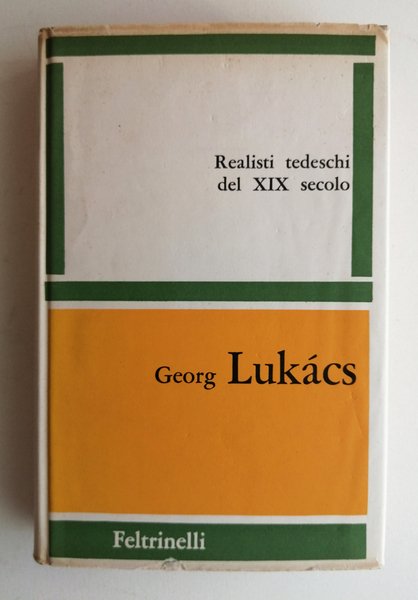 Realisti tedeschi
del XIX secolo
Georg Lukács
Feltrinelli